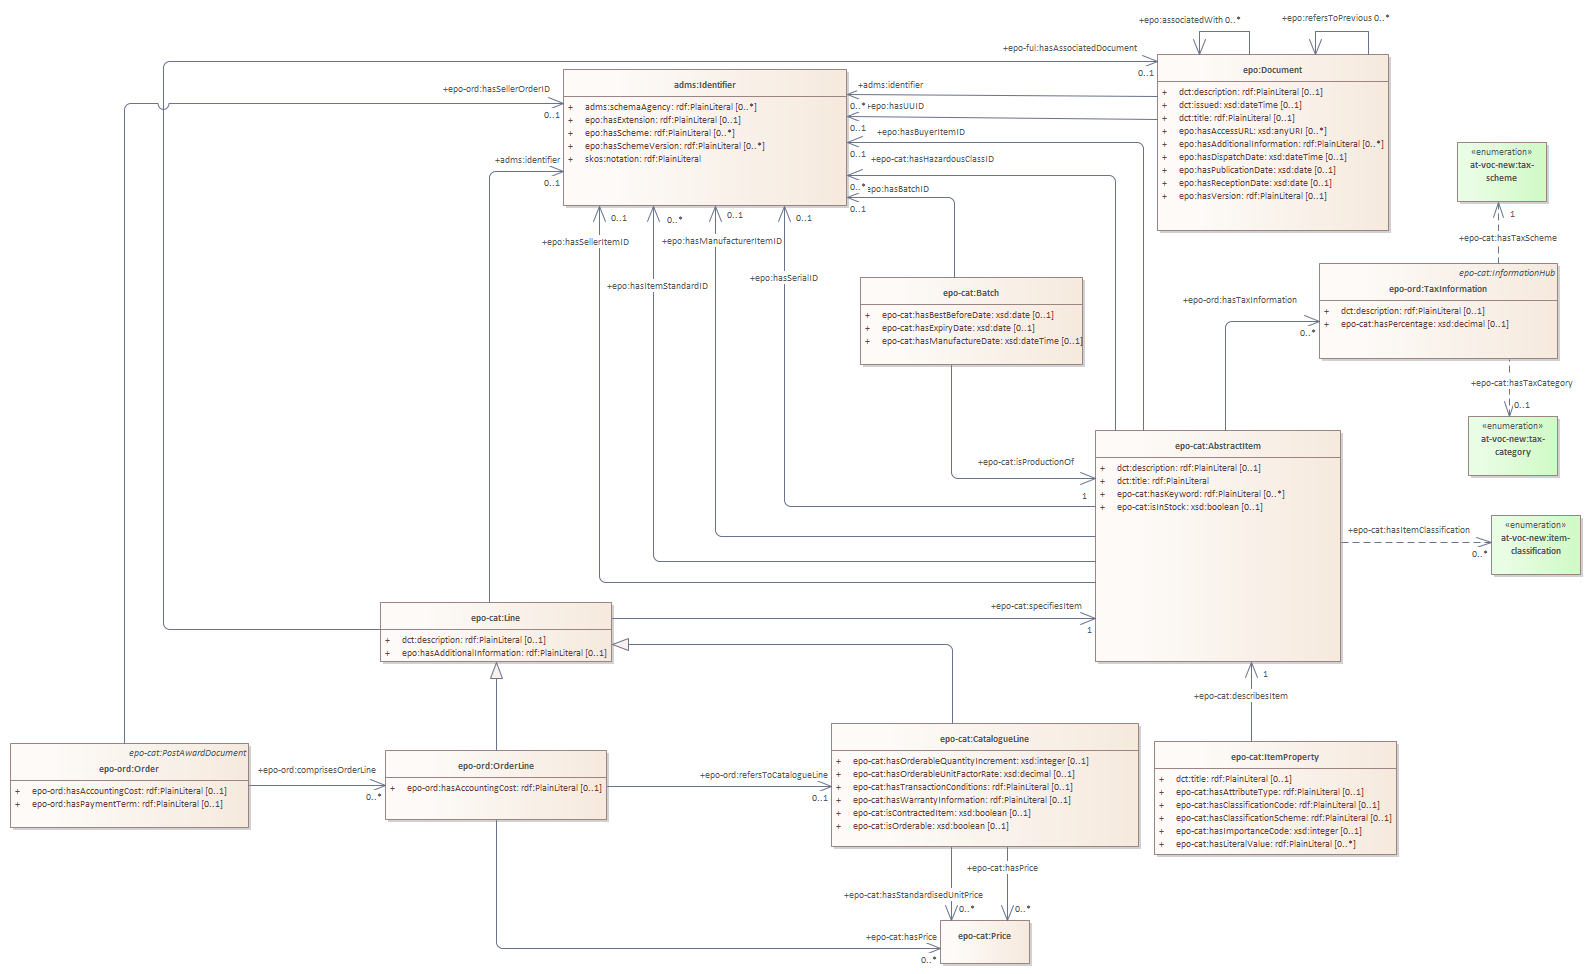 +epo:associatedWith 0..*
+epo:refersToPrevious 0..*
+epo-ful:hasAssociatedDocument
0..1
epo:Document
+ dct:description: rdf:PlainLiteral [0..1]
+ dct:issued: xsd:dateTime [0..1]
+ dct:title: rdf:PlainLiteral [0..1]
+ epo:hasAccessURL: xsd:anyURI [0..*]
+ epo:hasAdditionalInformation: rdf:PlainLiteral [0..*]
+ epo:hasDispatchDate: xsd:dateTime [0..1]
+ epo:hasPublicationDate: xsd:date [0..1]
+ epo:hasReceptionDate: xsd:date [0..1]
+ epo:hasVersion: rdf:PlainLiteral [0..1]
adms:Identifier
+ adms:schemaAgency: rdf:PlainLiteral [0..*]
+ epo:hasExtension: rdf:PlainLiteral [0..1]
+ epo:hasScheme: rdf:PlainLiteral [0..*]
+ epo:hasSchemeVersion: rdf:PlainLiteral [0..*]
+ skos:notation: rdf:PlainLiteral
+epo-ord:hasSellerOrderID
0..1
+adms:identifier
0..1
+adms:identifier
0..*
+epo:hasUUID
0..1
+epo:hasBuyerItemID
0..1
+epo-cat:hasHazardousClassID
0..*
epo:hasBatchID
0..1
0..1
0..*
0..1
0..1
+epo:hasSellerItemID
+epo:hasManufacturerItemID
+epo:hasSerialID
+epo:hasItemStandardID
«enumeration»
at-voc-new:tax-
scheme
1
+epo-cat:hasTaxScheme
epo-cat:InformationHub
epo-ord:TaxInformation
+ dct:description: rdf:PlainLiteral [0..1]
+ epo-cat:hasPercentage: xsd:decimal [0..1]
+epo-ord:hasTaxInformation
0..*
+epo-cat:hasTaxCategory
0..1
«enumeration»
at-voc-new:tax-
category
epo-cat:Batch
+ epo-cat:hasBestBeforeDate: xsd:date [0..1]
+ epo-cat:hasExpiryDate: xsd:date [0..1]
+ epo-cat:hasManufactureDate: xsd:dateTime [0..1]
+epo-cat:isProductionOf
1
epo-cat:AbstractItem
+ dct:description: rdf:PlainLiteral [0..1]
+ dct:title: rdf:PlainLiteral
+ epo-cat:hasKeyword: rdf:PlainLiteral [0..*]
+ epo-cat:isInStock: xsd:boolean [0..1]
+epo-cat:hasItemClassification
0..*
«enumeration»
at-voc-new:item-
classification
epo-cat:Line
+ dct:description: rdf:PlainLiteral [0..1]
+ epo:hasAdditionalInformation: rdf:PlainLiteral [0..1]
+epo-cat:specifiesItem
1
1
+epo-cat:describesItem
epo-cat:PostAwardDocument
epo-ord:Order
+ epo-ord:hasAccountingCost: rdf:PlainLiteral [0..1]
+ epo-ord:hasPaymentTerm: rdf:PlainLiteral [0..1]
+epo-ord:comprisesOrderLine
0..*
epo-ord:OrderLine
+ epo-ord:hasAccountingCost: rdf:PlainLiteral [0..1]
+epo-ord:refersToCatalogueLine
0..1
epo-cat:CatalogueLine
+ epo-cat:hasOrderableQuantityIncrement: xsd:integer [0..1]
+ epo-cat:hasOrderableUnitFactorRate: xsd:decimal [0..1]
+ epo-cat:hasTransactionConditions: rdf:PlainLiteral [0..1]
+ epo-cat:hasWarrantyInformation: rdf:PlainLiteral [0..1]
+ epo-cat:isContractedItem: xsd:boolean [0..1]
+ epo-cat:isOrderable: xsd:boolean [0..1]
epo-cat:ItemProperty
+ dct:title: rdf:PlainLiteral [0..1]
+ epo-cat:hasAttributeType: rdf:PlainLiteral [0..1]
+ epo-cat:hasClassificationCode: rdf:PlainLiteral [0..1]
+ epo-cat:hasClassificationScheme: rdf:PlainLiteral [0..1]
+ epo-cat:hasImportanceCode: xsd:integer [0..1]
+ epo-cat:hasLiteralValue: rdf:PlainLiteral [0..*]
+epo-cat:hasPrice
+epo-cat:hasStandardisedUnitPrice
0..*
0..*
+epo-cat:hasPrice
0..*
epo-cat:Price